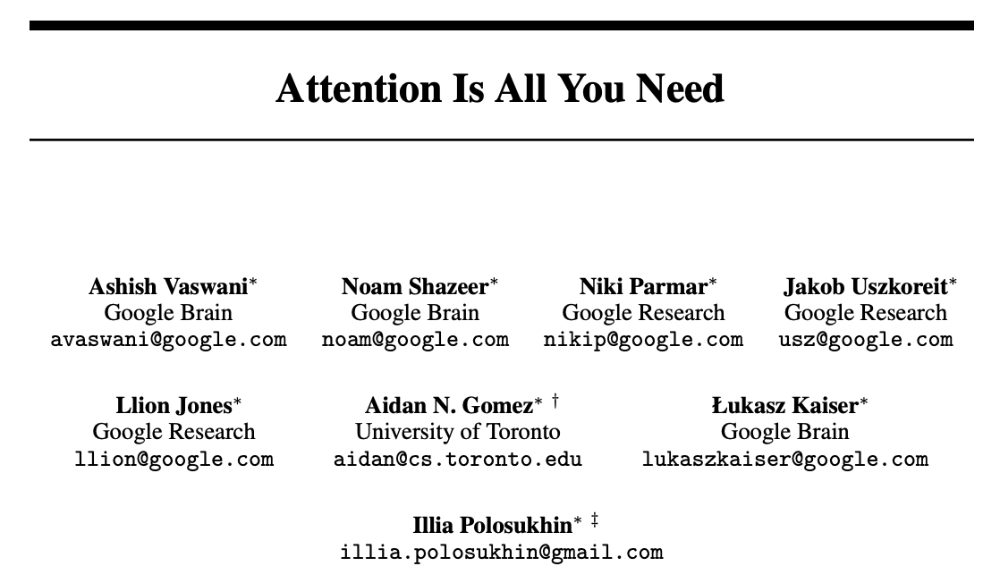 Attention Is All You Need
Ashish Vaswani* Noam Shazeer* Niki Parmar* Jakob Uszkoreit*
Google Brain Google Brain Google Research Google Research
avaswani@google.com noam@google.com nikip@google.com usz@google.com
Llion Jones* Aidan N. Gomez* † Łukasz Kaiser*
Google Research University of Toronto Google Brain
llion@google.com aidan@cs.toronto.edu lukaszkaiser@google.com
Illia Polosukhin* ‡
illia.polosukhin@gmail.com